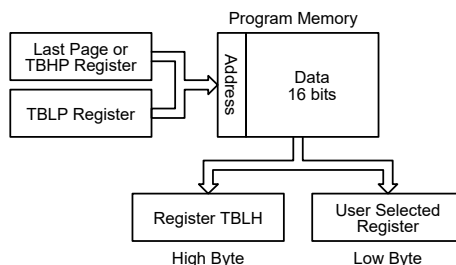 Program Memory
Last Page or
TBHP Register
TBLP Register
Address
Data
16 bits
Register TBLH
User Selected
Register
High Byte
Low Byte